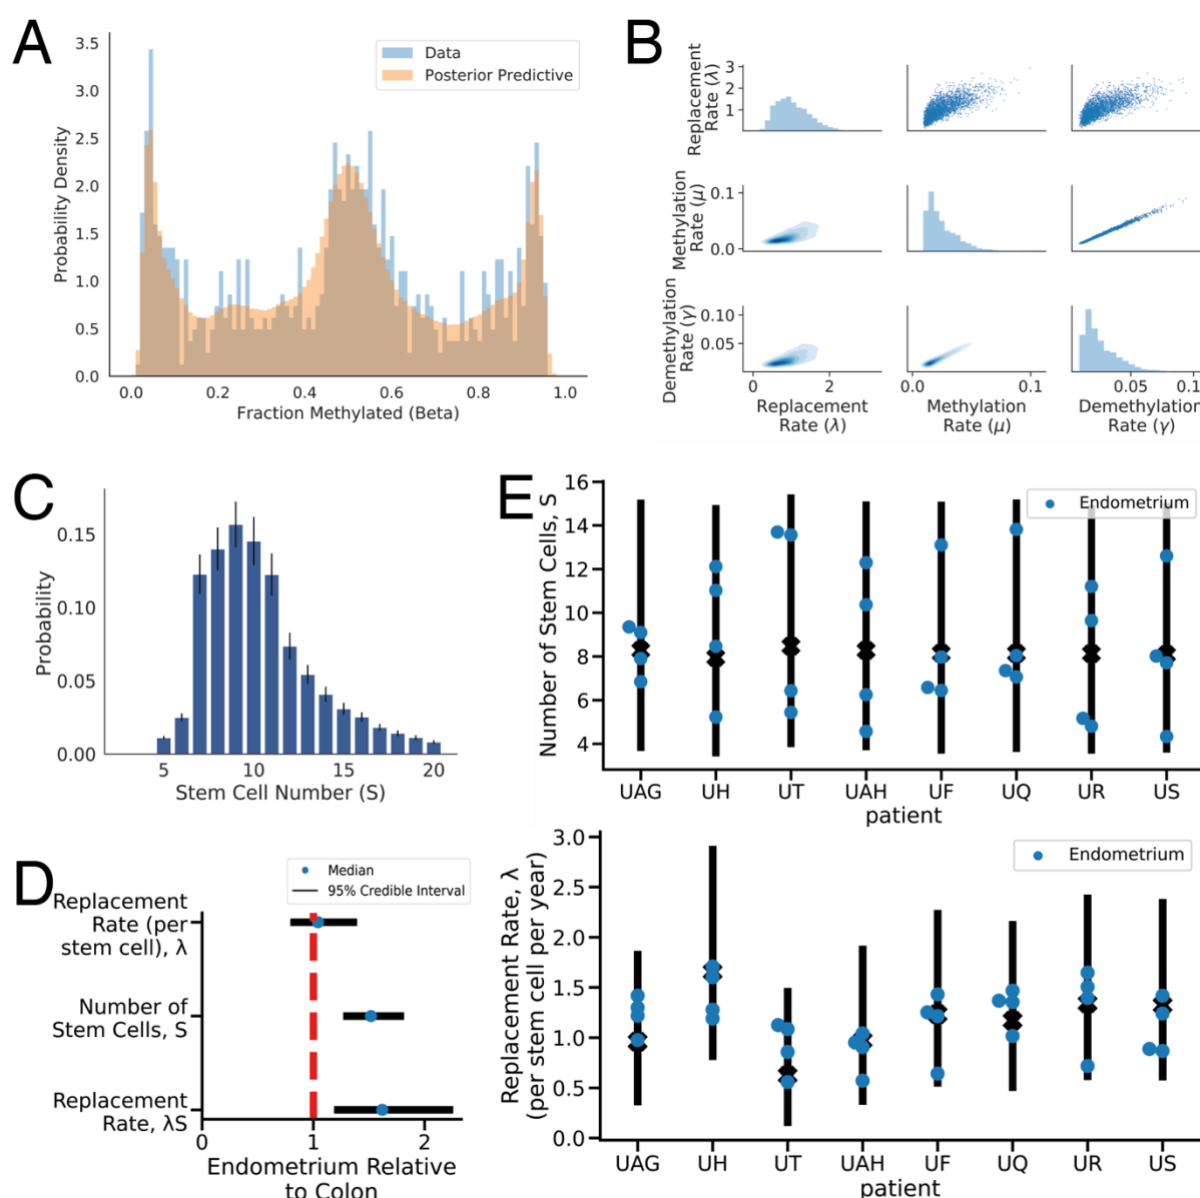 A
3.5
3.0
2.5
2.0
1.5
1.0
0.5
0.0
Probability Density
Data
Posterior Predictive
0.0 0.2 0.4 0.6 0.8 1.0
Fraction Methylated (Beta)
B
Replacement
Rate (λ)
3
2
1
Methylation
Rate (μ)
0.1
0.0
Demethylation
Rate (γ)
0.10
0.05
0 2
0.0 0.1
0.05 0.1
Replacement
Rate (λ)
Methylation
Rate (μ)
Demethylation
Rate (γ)
C
0.15
0.10
0.05
0.00
Probability
5 10 15 20
Stem Cell Number (S)
D
Median
95% Credible Interval
Replacement
Rate (per
stem cell), λ
Number of
Stem Cells, S
Replacement
Rate, λS
0 1 2
Endometrium Relative
to Colon
E
16
14
12
10
8
6
4
Number of Stem Cells, S
Endometrium
UAG UH UT UAH UF UQ UR US
patient
3.0
2.5
2.0
1.5
1.0
0.5
0.0
Replacement Rate, λ
(per stem cell per year)
Endometrium
UAG UH UT UAH UF UQ UR US
patient